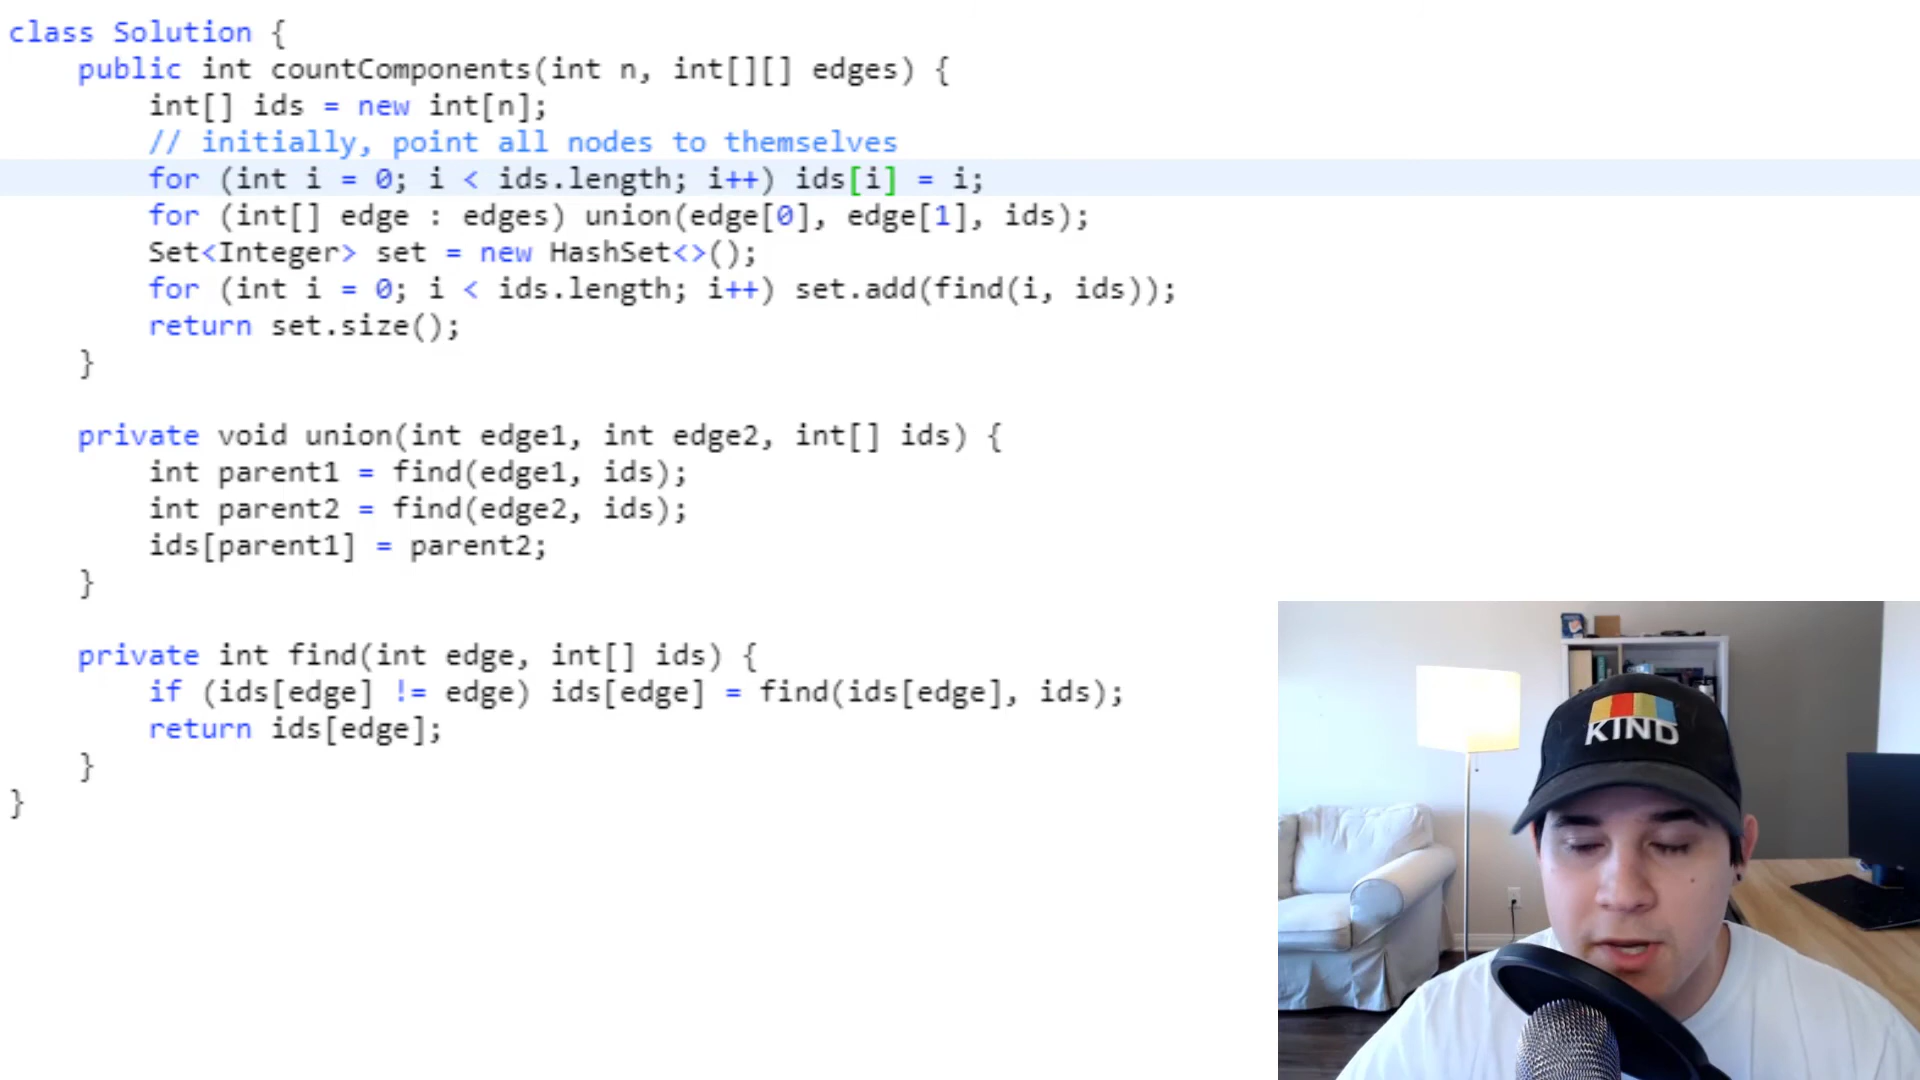 class Solution {
public int countComponents(int n, int[][] edges) {
int[] ids = new int[n];
// initially, point all nodes to themselves
for (int i = 0; i < ids.length; i++) ids[i] = i;
for (int[] edge : edges) union(edge[0], edge[1], ids);
Set<Integer> set = new HashSet<>();
for (int i = 0; i < ids.length; i++) set.add(find(i, ids));
return set.size();
}
private void union(int edge1, int edge2, int[] ids) {
int parent1 = find(edge1, ids);
int parent2 = find(edge2, ids);
ids[parent1] = parent2;
}
private int find(int edge, int[] ids) {
if (ids[edge] != edge) ids[edge] = find(ids[edge], ids);
return ids[edge];
}
}
KIND